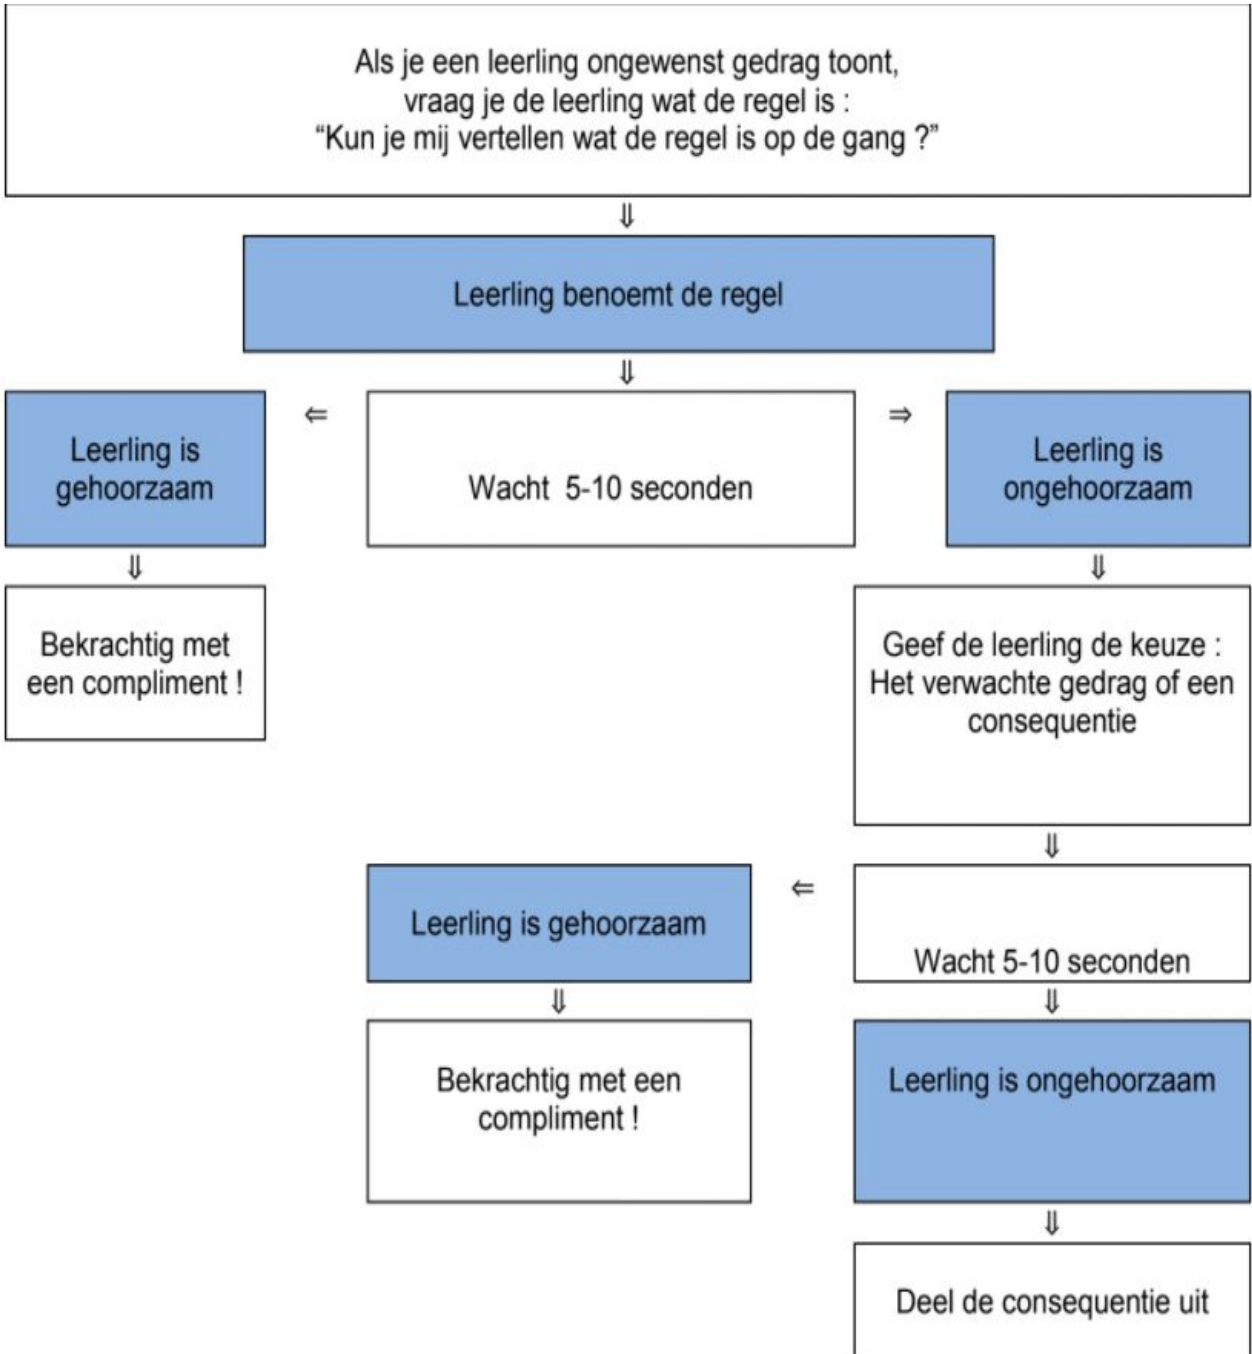 Als je een leerling ongewenst gedrag toont,
vraag je de leerling wat de regel is :
“Kun je mij vertellen wat de regel is op de gang ?”
⇓
Leerling benoemt de regel
⇓
Leerling is
gehoorzaam
⇐
Wacht  5-10 seconden
⇒
Leerling is
ongehoorzaam
⇓
⇓
Bekrachtig met
een compliment !
Geef de leerling de keuze :
Het verwachte gedrag of een
consequentie
⇓
Leerling is gehoorzaam
⇐
Wacht 5-10 seconden
⇓
⇓
Bekrachtig met een
compliment !
Leerling is ongehoorzaam
⇓
Deel de consequentie uit